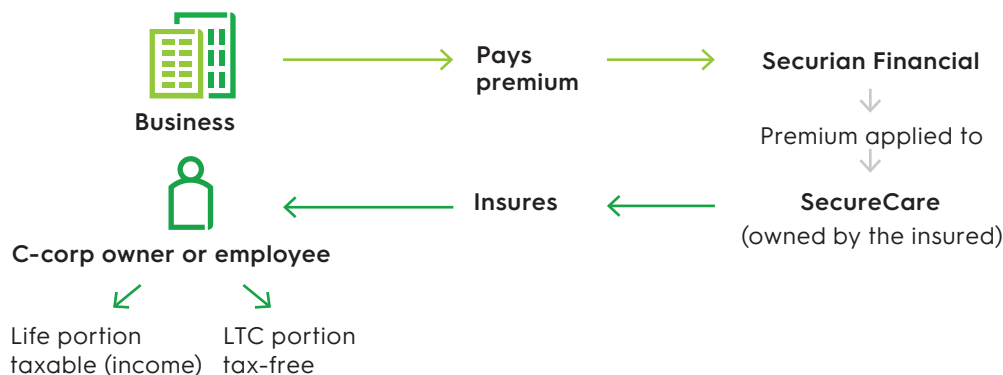 Pays
premium
Securian Financial
Business
Premium applied to
Insures
SecureCare
(owned by the insured)
C-corp owner or employee
Life portion
taxable (income)
LTC portion
tax-free